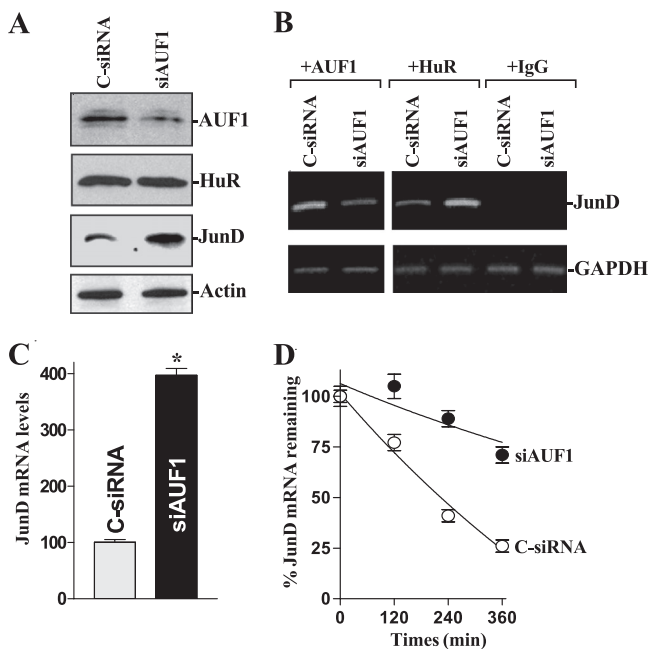 A
C-siRNA
siAUF1
-AUF1
-HuR
-JunD
-Actin
B
+AUF1
+HuR
+IgG
C-siRNA
siAUF1
C-siRNA
siAUF1
C-siRNA
siAUF1
-JunD
-GAPDH
C
JunD mRNA levels
400
300
200
100
0
*
C-siRNA
siAUF1
D
% JunD mRNA remaining
100
75
50
25
0
siAUF1
C-siRNA
0 120 240 360
Times (min)